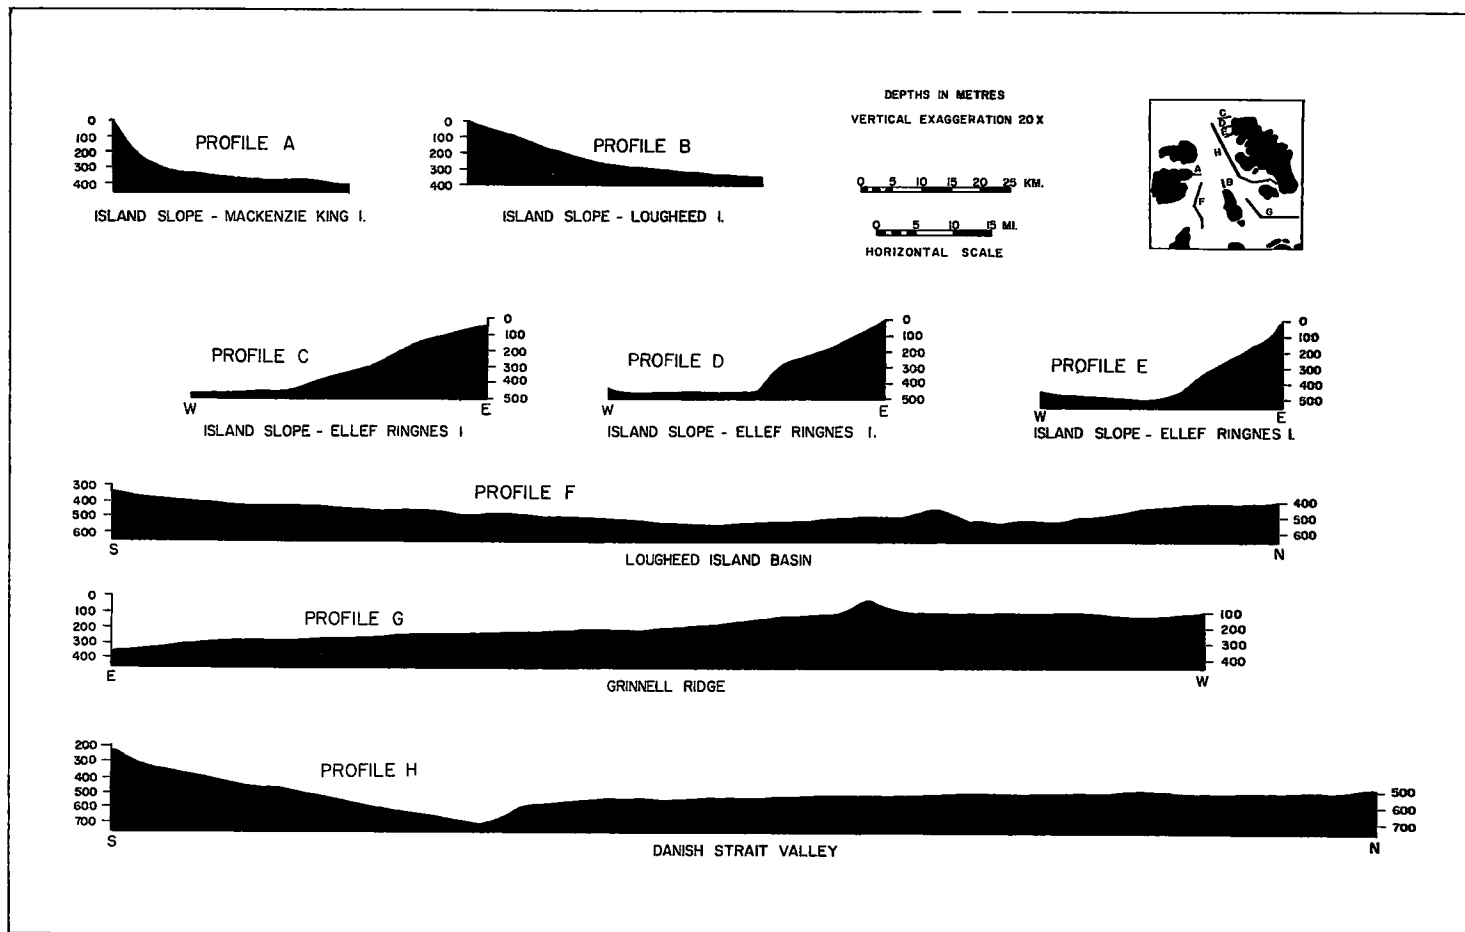 DEPTHS IN METRES
VERTICAL EXAGGERATION 20X
0 5 10 15 20 25 KM.
0 5 10 15 MI.
HORIZONTAL SCALE
C
D
E
H
A
B
F
G
PROFILE A
0
100
200
300
400
ISLAND SLOPE - MACKENZIE KING I.
PROFILE B
0
100
200
300
400
ISLAND SLOPE - LOUGHEED I.
PROFILE C
0
100
200
300
400
500
W E
ISLAND SLOPE - ELLEF RINGNES I
PROFILE D
0
100
200
300
400
500
W E
ISLAND SLOPE - ELLEF RINGNES I.
PROFILE E
0
100
200
300
400
500
W E
ISLAND SLOPE - ELLEF RINGNES I.
PROFILE F
300
400
500
600
400
500
600
S N
LOUGHEED ISLAND BASIN
PROFILE G
0
100
200
300
400
100
200
300
400
E W
GRINNELL RIDGE
PROFILE H
200
300
400
500
600
700
500
600
700
S N
DANISH STRAIT VALLEY